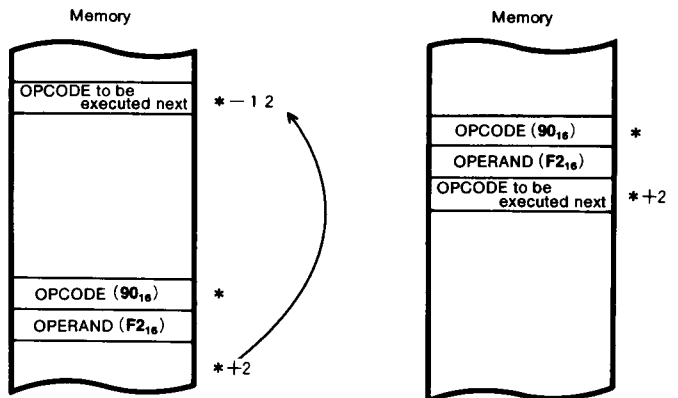 Memory
OPCODE to be
executed next
*−12
OPCODE (90₁₆)
*
OPERAND (F2₁₆)
*+2
Memory
OPCODE (90₁₆)
*
OPERAND (F2₁₆)
OPCODE to be
executed next
*+2